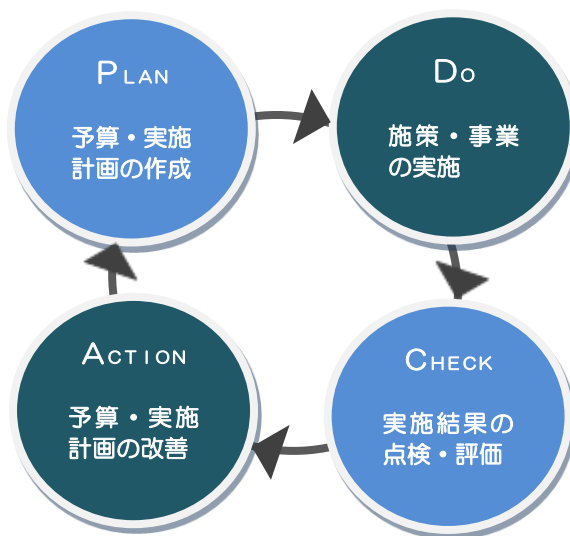 PLAN
予算・実施
計画の作成
DO
施策・事業
の実施
CHECK
実施結果の
点検・評価
ACTION
予算・実施
計画の改善